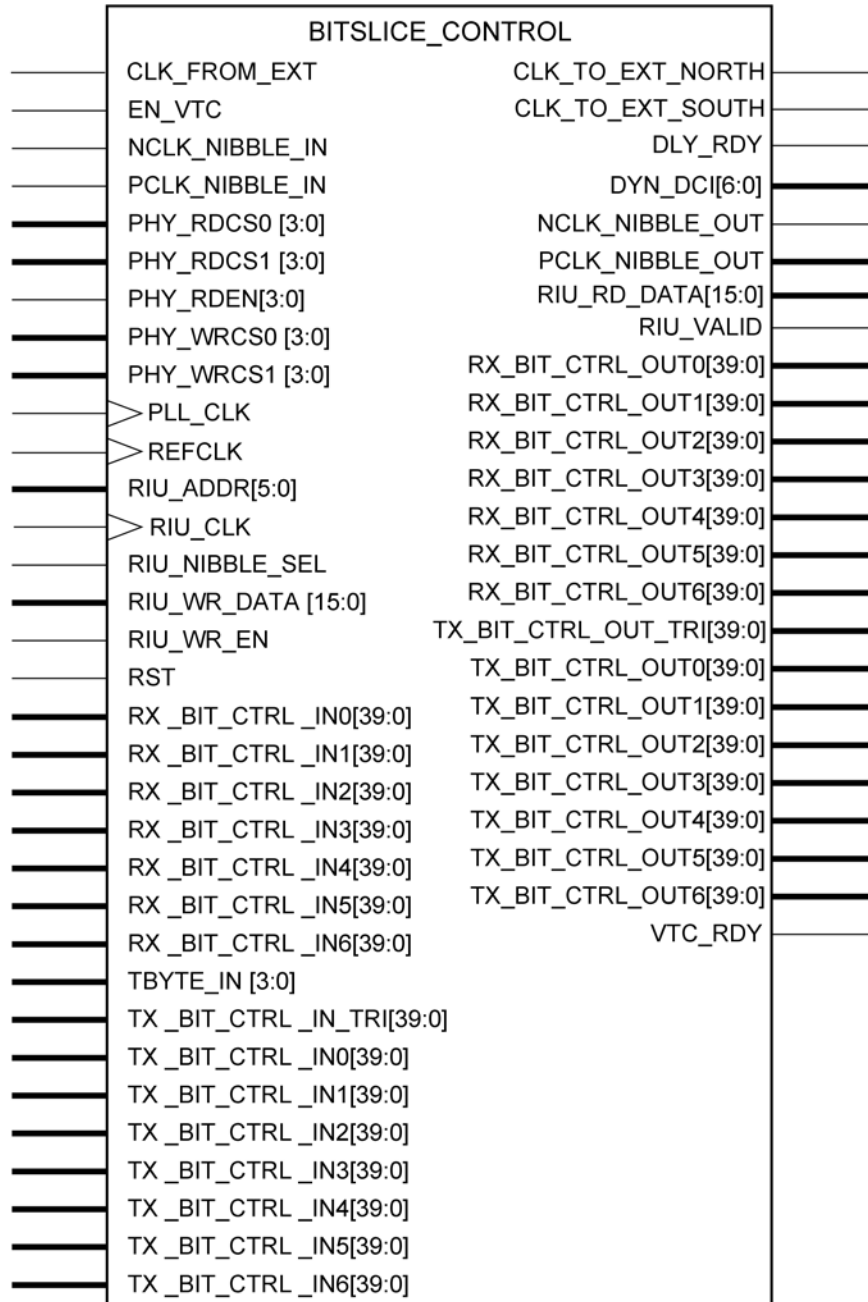 BITSLICE_CONTROL
CLK_FROM_EXT
EN_VTC
NCLK_NIBBLE_IN
PCLK_NIBBLE_IN
PHY_RDCS0 [3:0]
PHY_RDCS1 [3:0]
PHY_RDEN[3:0]
PHY_WRCS0 [3:0]
PHY_WRCS1 [3:0]
PLL_CLK
REFCLK
RIU_ADDR[5:0]
RIU_CLK
RIU_NIBBLE_SEL
RIU_WR_DATA [15:0]
RIU_WR_EN
RST
RX _BIT_CTRL _IN0[39:0]
RX _BIT_CTRL _IN1[39:0]
RX _BIT_CTRL _IN2[39:0]
RX _BIT_CTRL _IN3[39:0]
RX _BIT_CTRL _IN4[39:0]
RX _BIT_CTRL _IN5[39:0]
RX _BIT_CTRL _IN6[39:0]
TBYTE_IN [3:0]
TX _BIT_CTRL _IN_TRI[39:0]
TX _BIT_CTRL _IN0[39:0]
TX _BIT_CTRL _IN1[39:0]
TX _BIT_CTRL _IN2[39:0]
TX _BIT_CTRL _IN3[39:0]
TX _BIT_CTRL _IN4[39:0]
TX _BIT_CTRL _IN5[39:0]
TX _BIT_CTRL _IN6[39:0]
CLK_TO_EXT_NORTH
CLK_TO_EXT_SOUTH
DLY_RDY
DYN_DCI[6:0]
NCLK_NIBBLE_OUT
PCLK_NIBBLE_OUT
RIU_RD_DATA[15:0]
RIU_VALID
RX_BIT_CTRL_OUT0[39:0]
RX_BIT_CTRL_OUT1[39:0]
RX_BIT_CTRL_OUT2[39:0]
RX_BIT_CTRL_OUT3[39:0]
RX_BIT_CTRL_OUT4[39:0]
RX_BIT_CTRL_OUT5[39:0]
RX_BIT_CTRL_OUT6[39:0]
TX_BIT_CTRL_OUT_TRI[39:0]
TX_BIT_CTRL_OUT0[39:0]
TX_BIT_CTRL_OUT1[39:0]
TX_BIT_CTRL_OUT2[39:0]
TX_BIT_CTRL_OUT3[39:0]
TX_BIT_CTRL_OUT4[39:0]
TX_BIT_CTRL_OUT5[39:0]
TX_BIT_CTRL_OUT6[39:0]
VTC_RDY